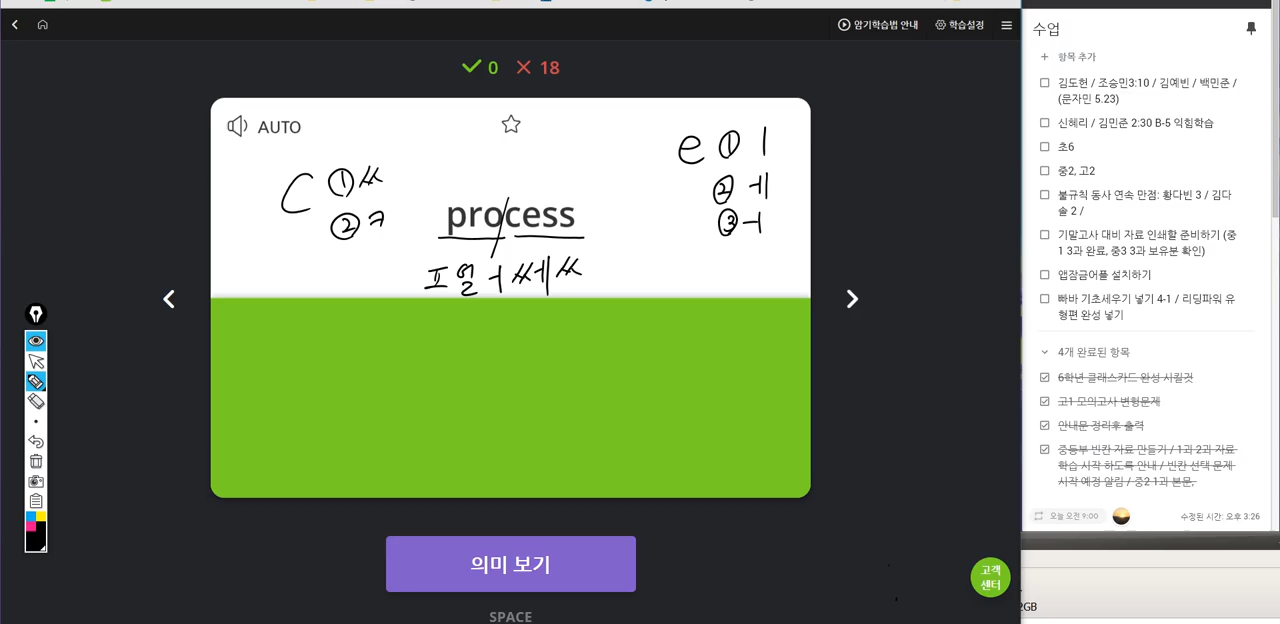 암기학습법 안내 학습설정
0 18
AUTO
C ① ㅆ
② ㅋ
e ① ㅣ
② ㅔ
③ ㅓ
process
의미 보기
SPACE
고객
센터
수업
항목 추가
김도헌 / 조승민3:10 / 김예빈 / 백민준 /
(문자민 5.23)
신혜리 / 김민준 2:30 B-5 익힘학습
초6
중2, 고2
불규칙 동사 연속 만점: 황다빈 3 / 김다
솔 2 /
기말고사 대비 자료 인쇄할 준비하기 (중
1 3과 완료, 중3 3과 보유분 확인)
앱잠금어플 설치하기
빠바 기초세우기 넣기 4-1 / 리딩파워 유
형편 완성 넣기
4개 완료된 항목
6학년 클래스카드 완성 시킬것
고1 모의고사 변형문제
안내문 정리후 출력
중등부 빈칸 자료 만들기 / 1과 2과 자료
학습 시작 하도록 안내 / 빈칸 선택 문제
시작 예정 알림 / 중2 1과 본문,
오늘 오전 9:00 수정된 시간: 오후 3:26
2GB